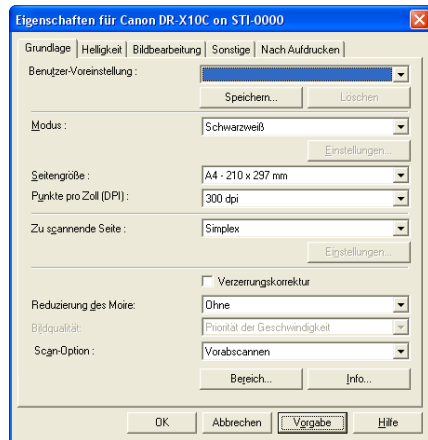 Eigenschaften für Canon DR-X10C on STI-0000
Grundlage Helligkeit Bildbearbeitung Sonstige Nach Aufdrucken
Benutzer-Voreinstellung :
Speichern... Löschen
Modus : Schwarzweiß
Einstellungen...
Seitengröße : A4 - 210 x 297 mm
Punkte pro Zoll (DPI) : 300 dpi
Zu scannende Seite : Simplex
Einstellungen...
Verzerrungskorrektur
Reduzierung des Moire: Ohne
Bildqualität: Priorität der Geschwindigkeit
Scan-Option : Vorabscannen
Bereich... Info...
OK Abbrechen Vorgabe Hilfe